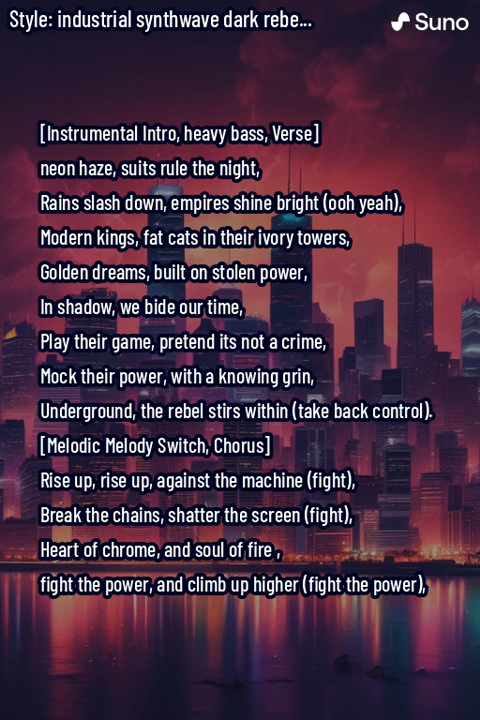 Style: industrial synthwave dark rebe...
Suno
[Instrumental Intro, heavy bass, Verse]
neon haze, suits rule the night,
Rains slash down, empires shine bright (ooh yeah),
Modern kings, fat cats in their ivory towers,
Golden dreams, built on stolen power,
In shadow, we bide our time,
Play their game, pretend its not a crime,
Mock their power, with a knowing grin,
Underground, the rebel stirs within (take back control).
[Melodic Melody Switch, Chorus]
Rise up, rise up, against the machine (fight),
Break the chains, shatter the screen (fight),
Heart of chrome, and soul of fire ,
fight the power, and climb up higher (fight the power),